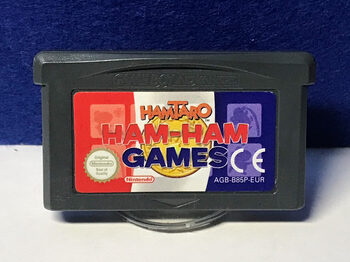 HAMTARO
HAM-HAM
GAMES
CE
Original
Nintendo
Seal of
Quality
Nintendo
AGB-B85P-EUR